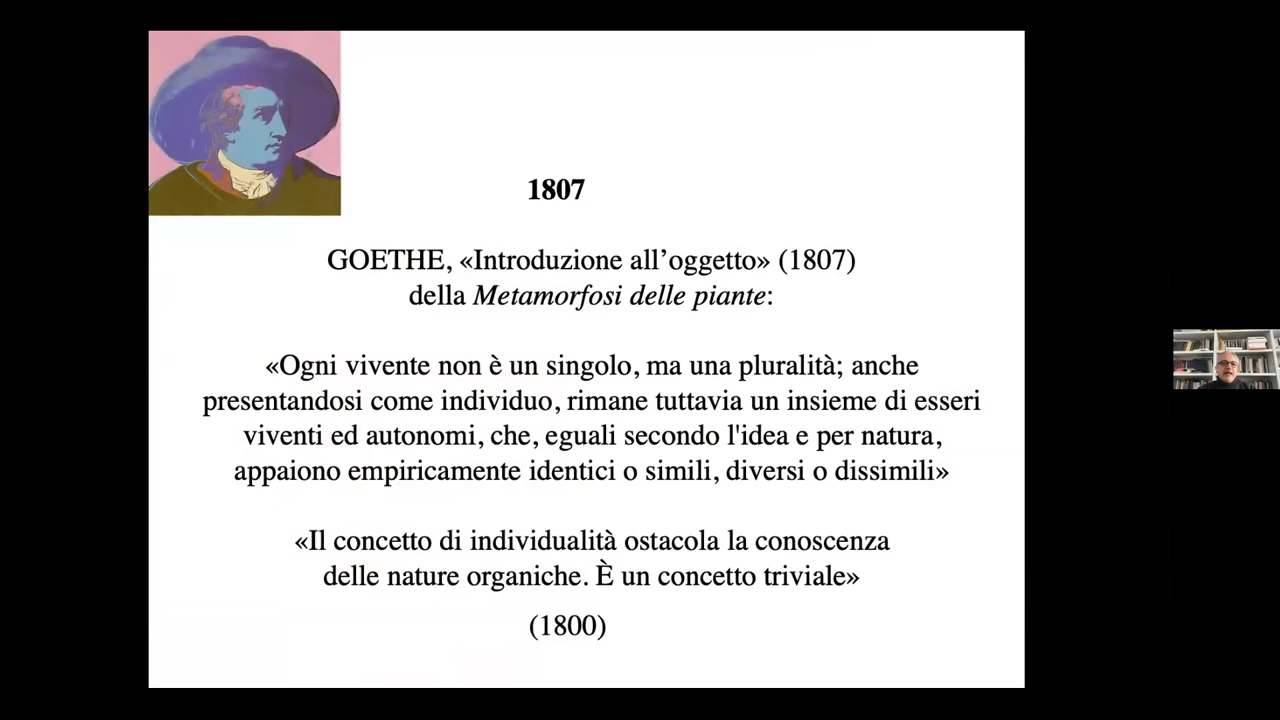 1807
GOETHE, «Introduzione all’oggetto» (1807)
della Metamorfosi delle piante:
«Ogni vivente non è un singolo, ma una pluralità; anche
presentandosi come individuo, rimane tuttavia un insieme di esseri
viventi ed autonomi, che, eguali secondo l'idea e per natura,
appaiono empiricamente identici o simili, diversi o dissimili»
«Il concetto di individualità ostacola la conoscenza
delle nature organiche. È un concetto triviale»
(1800)